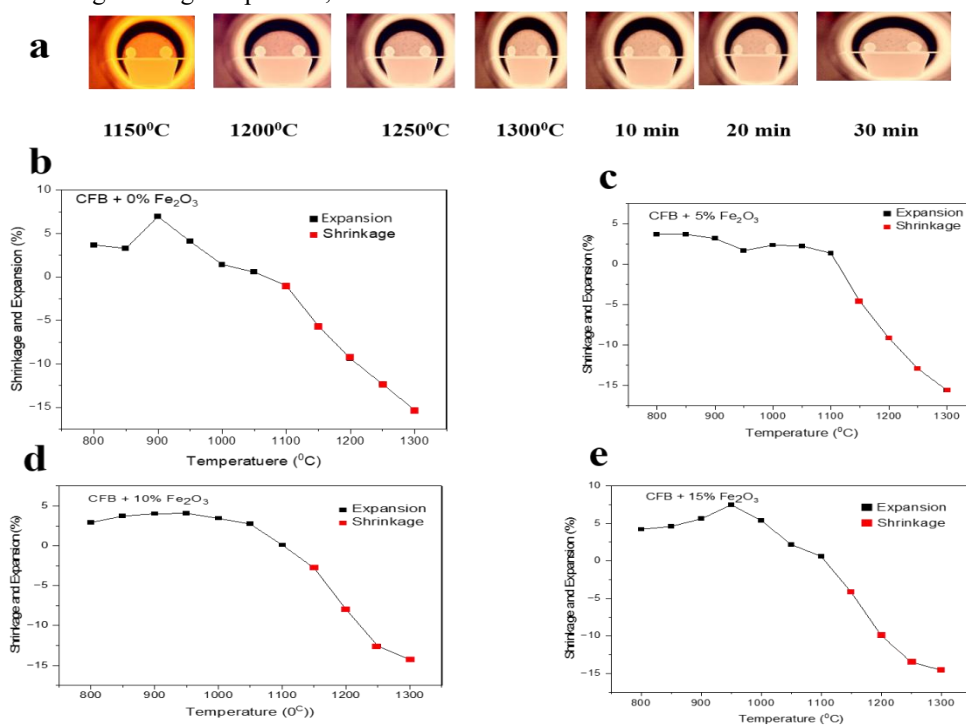 a
1150⁰C 1200⁰C 1250⁰C 1300⁰C 10 min 20 min 30 min
b
CFB + 0% Fe₂O₃
Expansion
Shrinkage
Shrinkage and Expansion (%)
10
5
0
−5
−10
−15
800 900 1000 1100 1200 1300
Temperatuere (⁰C)
c
CFB + 5% Fe₂O₃
Expansion
Shrinkage
Shrinkage and Expansion (%)
5
0
−5
−10
−15
800 900 1000 1100 1200 1300
Temperature (⁰C)
d
CFB + 10% Fe₂O₃
Expansion
Shrinkage
Shrinkage and Expansion (%)
5
0
−5
−10
−15
800 900 1000 1100 1200 1300
Temperature (0ᶜ))
e
CFB + 15% Fe₂O₃
Expansion
Shrinkage
Shrinkage and Expansion (%)
10
5
0
−5
−10
−15
800 900 1000 1100 1200 1300
Temperature (⁰C)